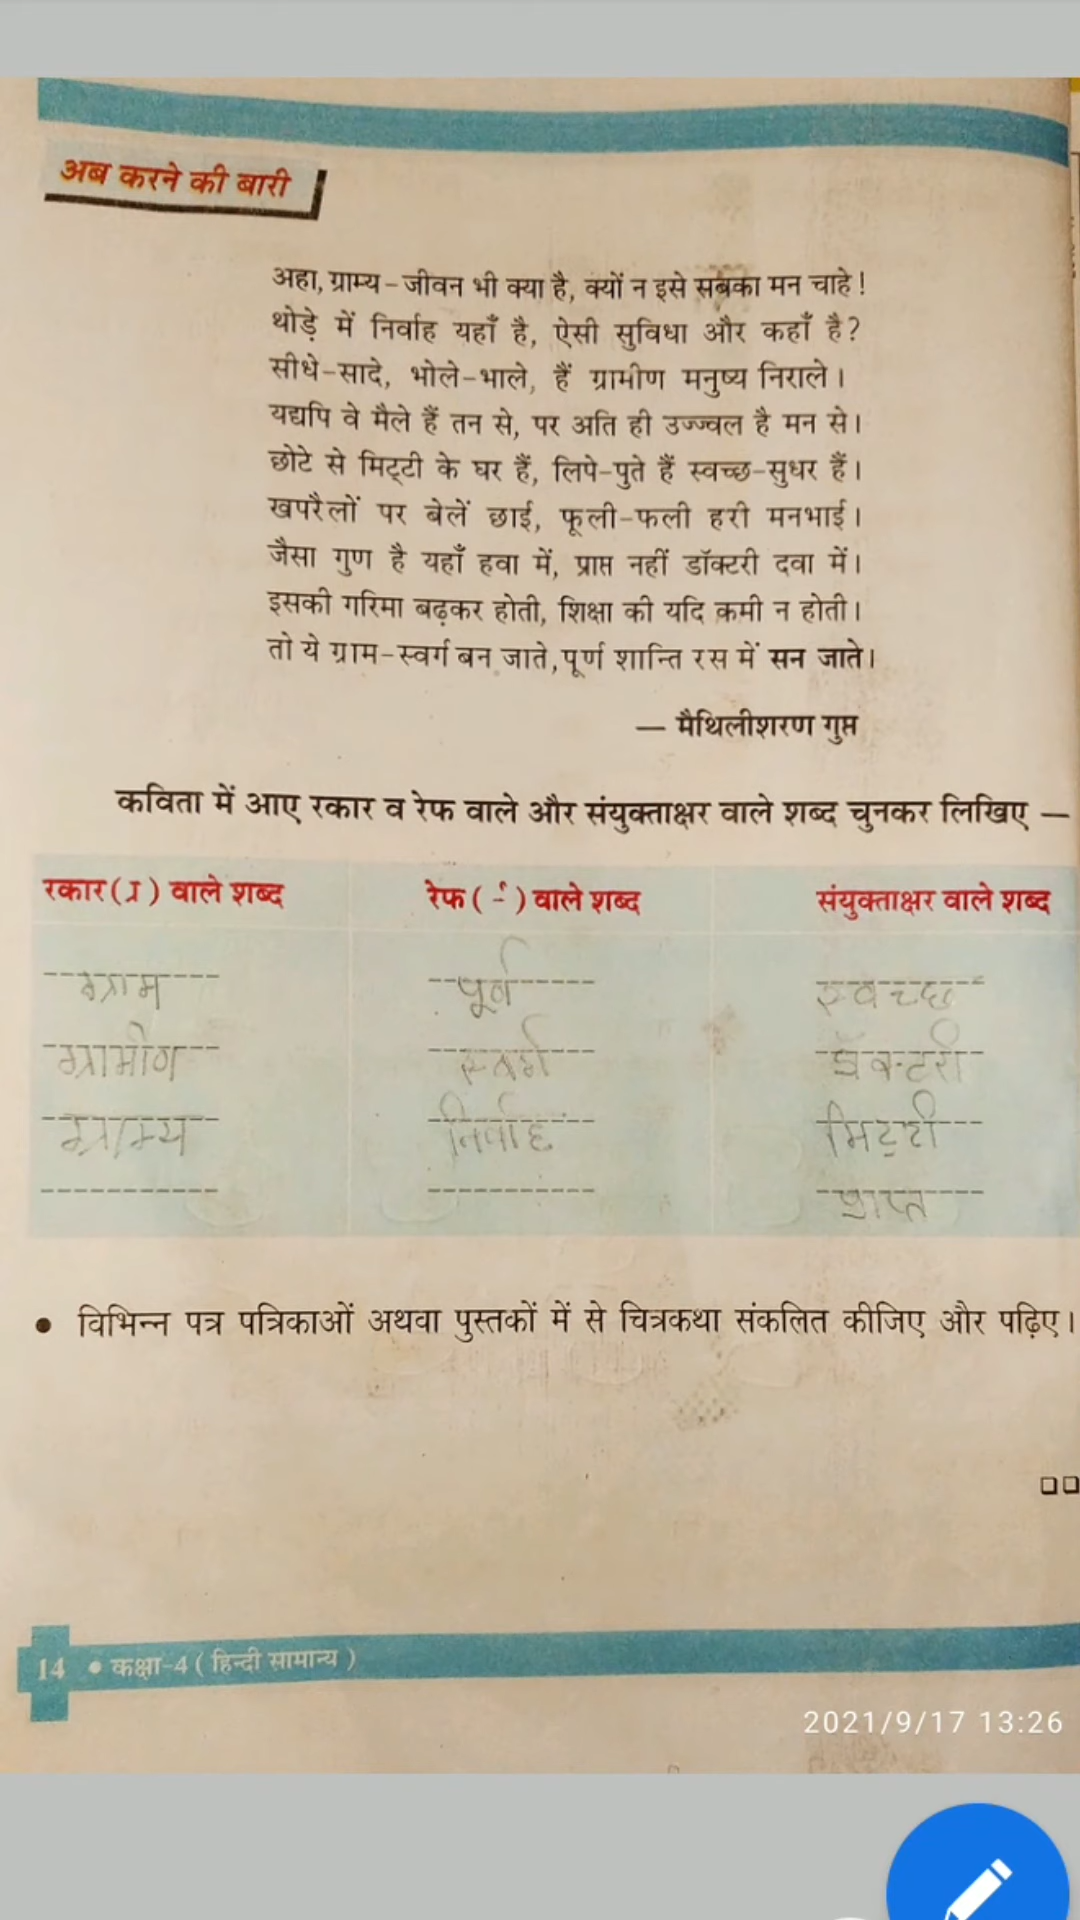 अब करने की बारी
अहा, ग्राम्य-जीवन भी क्या है, क्यों न इसे सबका मन चाहे!
थोड़े में निर्वाह यहाँ है, ऐसी सुविधा और कहाँ है?
सीधे-सादे, भोले-भाले, हैं ग्रामीण मनुष्य निराले।
यद्यपि वे मैले हैं तन से, पर अति ही उज्ज्वल है मन से।
छोटे से मिट्टी के घर हैं, लिपे-पुते हैं स्वच्छ-सुधर हैं।
खपरैलों पर बेलें छाई, फूली-फली हरी मनभाई।
जैसा गुण है यहाँ हवा में, प्राप्त नहीं डॉक्टरी दवा में।
इसकी गरिमा बढ़कर होती, शिक्षा की यदि कमी न होती।
तो ये ग्राम-स्वर्ग बन जाते, पूर्ण शान्ति रस में सन जाते।
— मैथिलीशरण गुप्त
कविता में आए रकार व रेफ वाले और संयुक्ताक्षर वाले शब्द चुनकर लिखिए —
रकार (्र) वाले शब्द रेफ (र्) वाले शब्द संयुक्ताक्षर वाले शब्द
ग्राम पूर्व स्वच्छ
ग्रामीण स्वर्ग डॅाक्टरी
ग्राम्य निर्वाह मिट्टी
प्राप्त
• विभिन्न पत्र पत्रिकाओं अथवा पुस्तकों में से चित्रकथा संकलित कीजिए और पढ़िए।
14 • कक्षा-4 (हिन्दी सामान्य)
2021/9/17 13:26